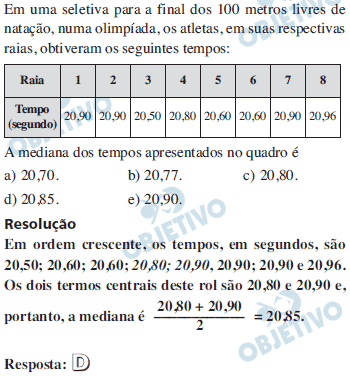 Em uma seletiva para a final dos 100 metros livres de
natação, numa olimpíada, os atletas, em suas respectivas
raias, obtiveram os seguintes tempos:
Raia 1 2 3 4 5 6 7 8
Tempo
(segundo) 20,90 20,90 20,50 20,80 20,60 20,60 20,90 20,96
A mediana dos tempos apresentados no quadro é
a) 20,70. b) 20,77. c) 20,80.
d) 20,85. e) 20,90.
Resolução
Em ordem crescente, os tempos, em segundos, são
20,50; 20,60; 20,60; 20,80; 20,90, 20,90; 20,90 e 20,96.
Os dois termos centrais deste rol são 20,80 e 20,90 e,
portanto, a mediana é 20,80 + 20,90 / 2 = 20,85.
Resposta: D
OBJETIVO
OBJETIVO
OBJETIVO
OBJETIVO
OBJETIVO